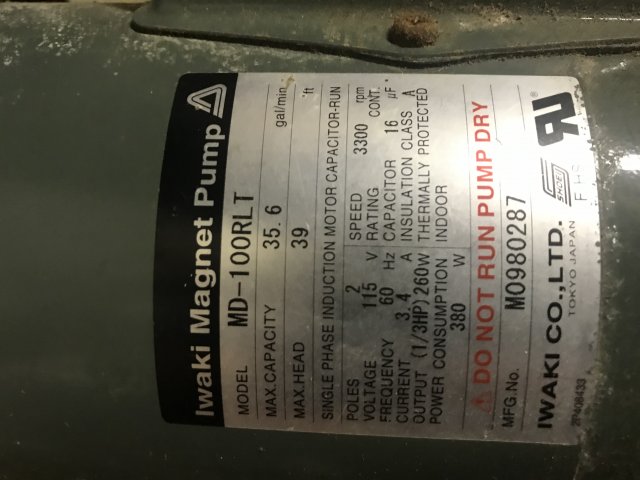 Iwaki Magnet Pump
MODEL MD-100RLT
MAX.CAPACITY 35.6 gal/min
MAX.HEAD 39 ft
SINGLE PHASE INDUCTION MOTOR CAPACITOR-RUN
POLES 2 SPEED 3300 rpm
VOLTAGE 115 V RATING CONT.
FREQUENCY 60 Hz CAPACITOR 16 μF
CURRENT 3.4 A INSULATION CLASS A
OUTPUT (1/3HP) 260W THERMALLY PROTECTED
POWER CONSUMPTION INDOOR
380 W
DO NOT RUN PUMP DRY
MFG.No. M0980287
IWAKI CO.,LTD.
TOKYO JAPAN